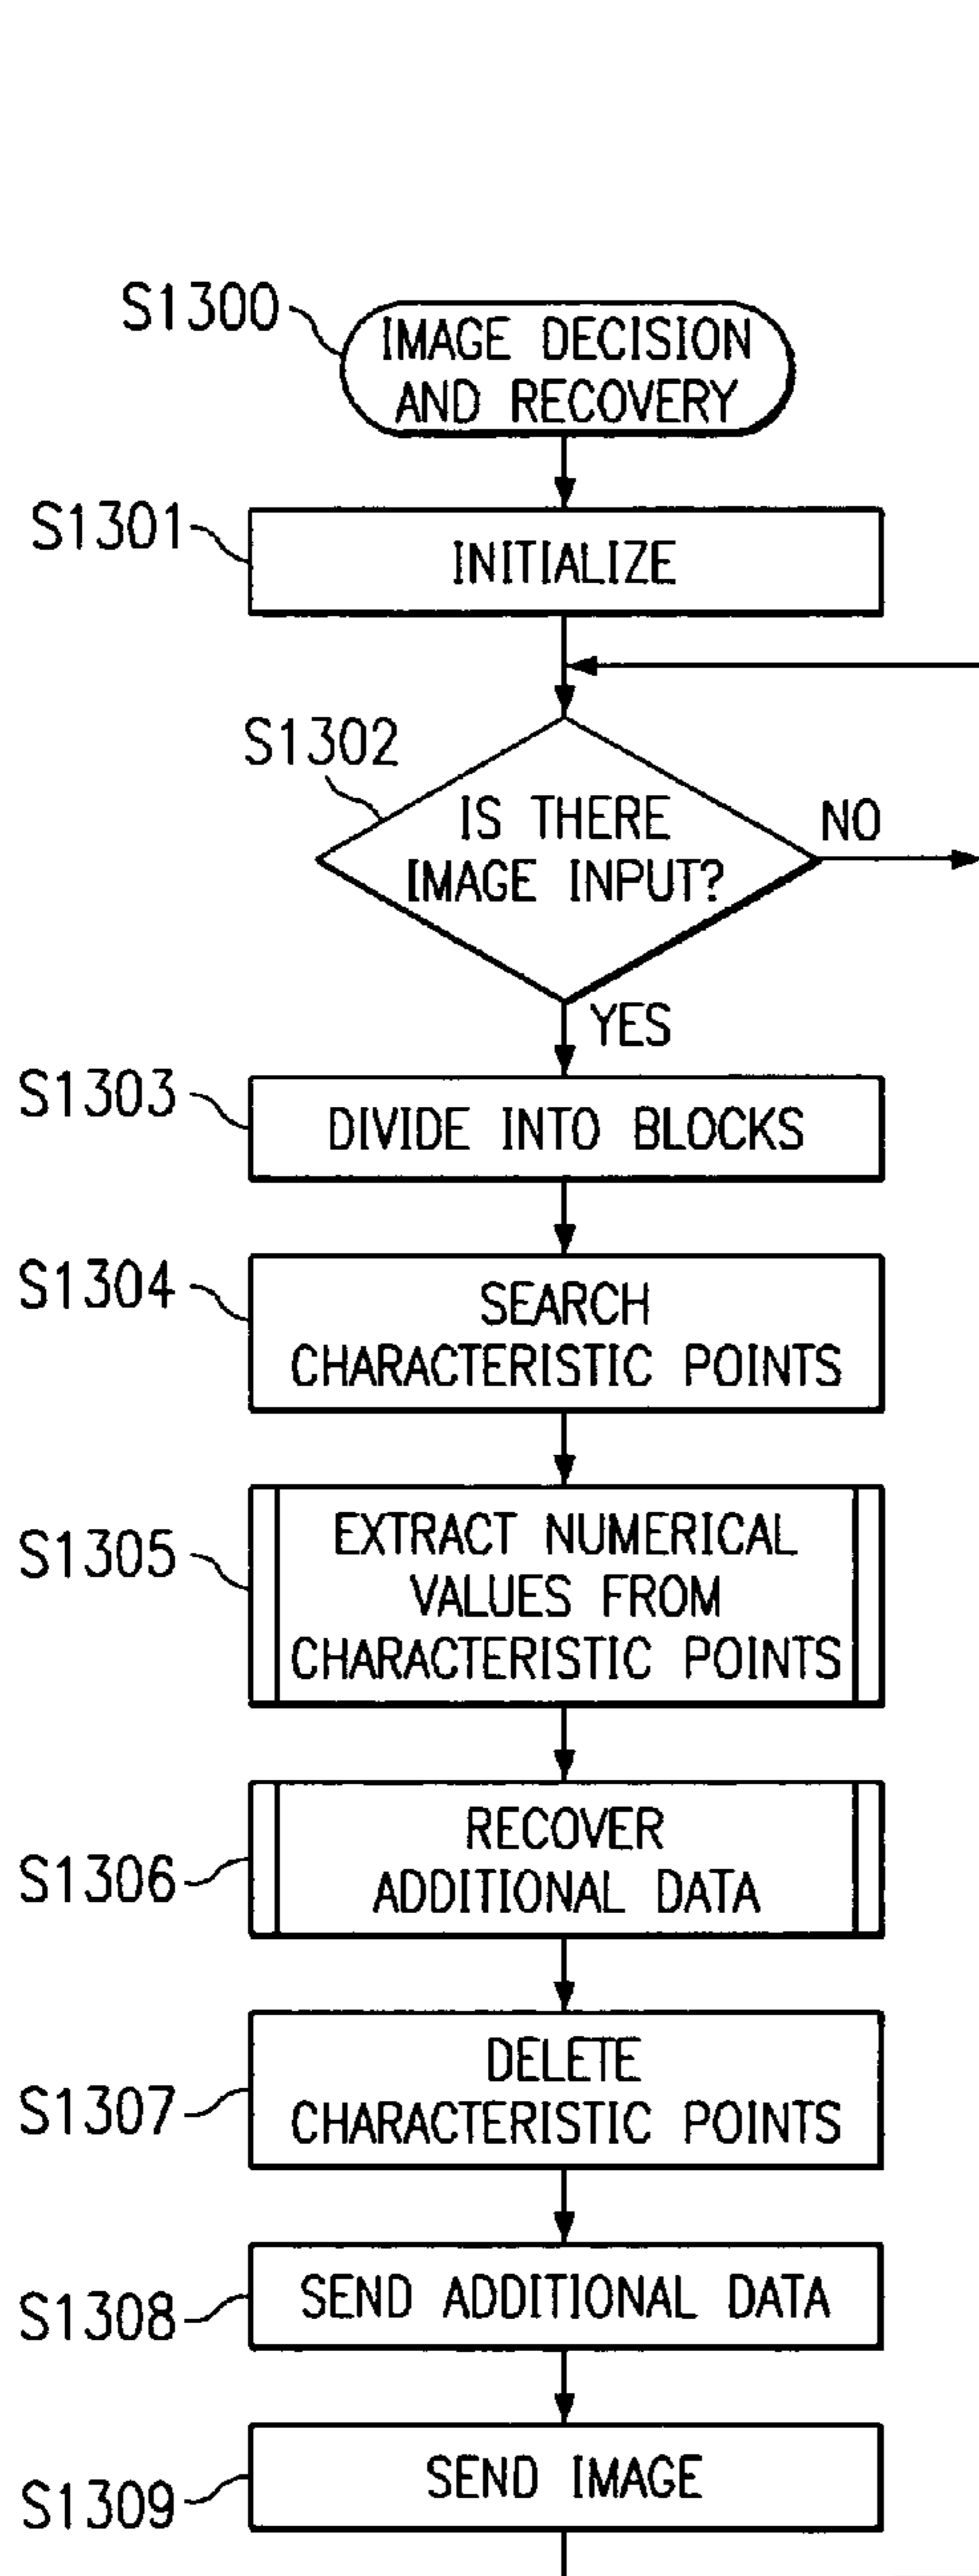 S1300
IMAGE DECISION
AND RECOVERY
S1301
INITIALIZE
S1302
IS THERE
IMAGE INPUT?
NO
YES
S1303
DIVIDE INTO BLOCKS
S1304
SEARCH
CHARACTERISTIC POINTS
S1305
EXTRACT NUMERICAL
VALUES FROM
CHARACTERISTIC POINTS
S1306
RECOVER
ADDITIONAL DATA
S1307
DELETE
CHARACTERISTIC POINTS
S1308
SEND ADDITIONAL DATA
S1309
SEND IMAGE